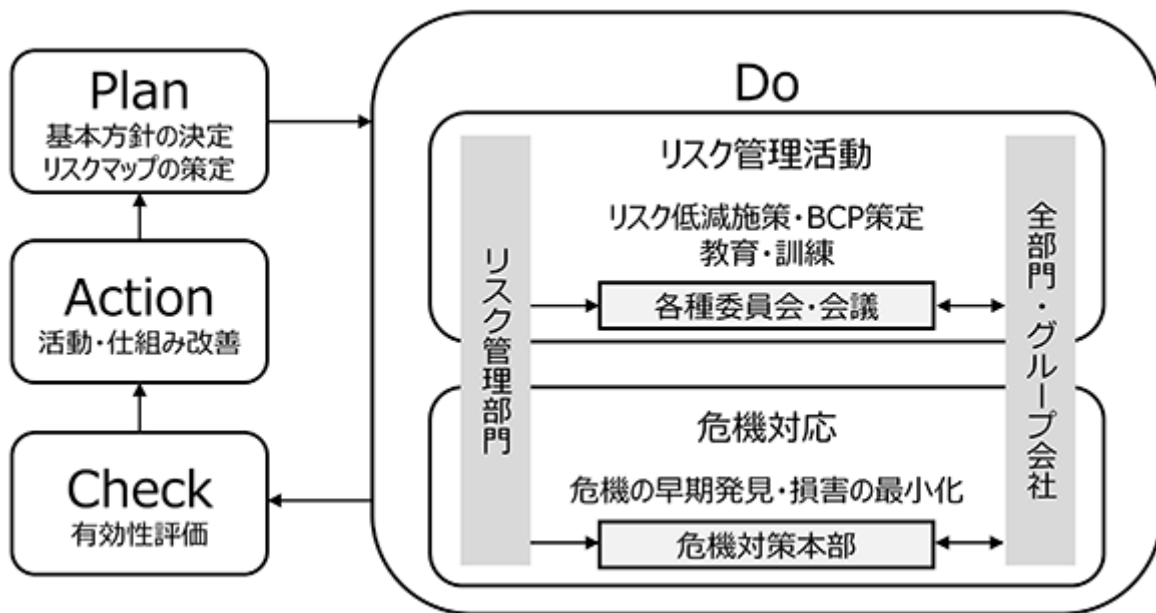 Plan
基本方針の決定
リスクマップの策定
Action
活動・仕組み改善
Check
有効性評価
Do
リスク管理部門
リスク管理活動
リスク低減施策・BCP策定
教育・訓練
各種委員会・会議
危機対応
危機の早期発見・損害の最小化
危機対策本部
全部門・グループ会社